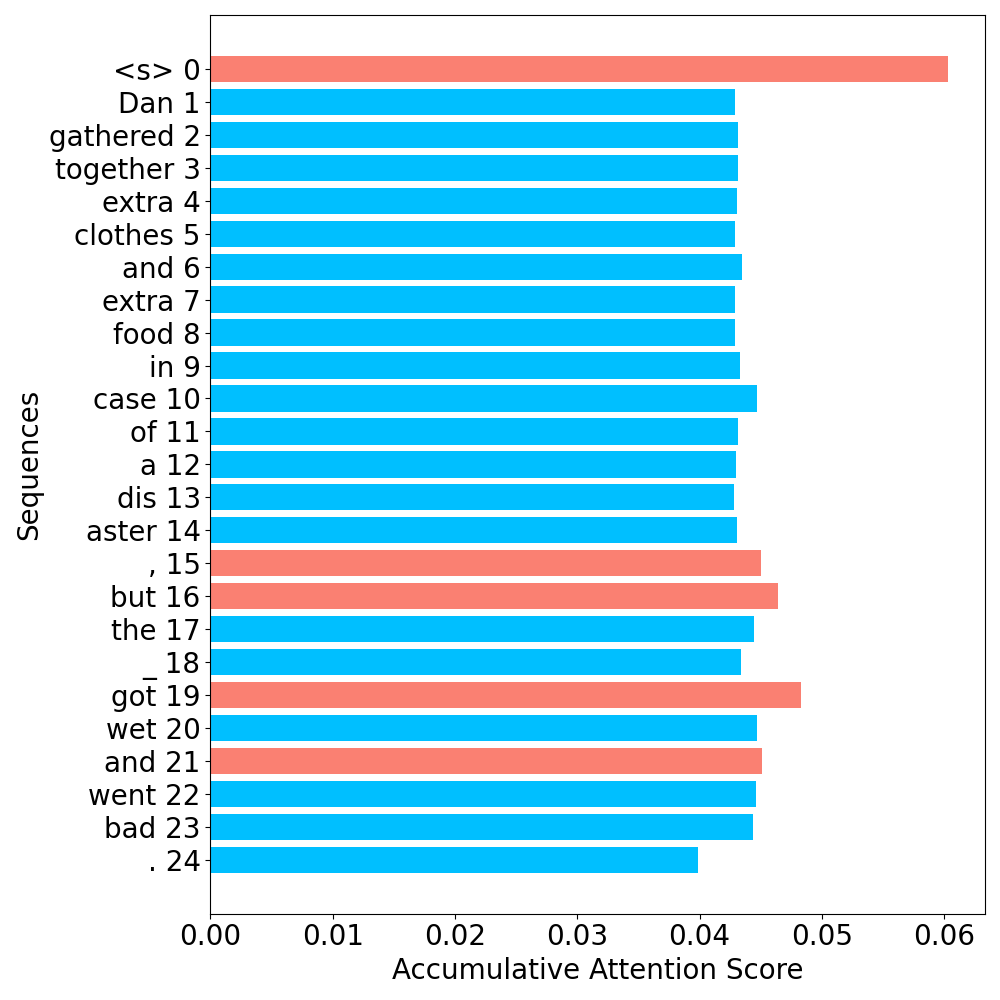 <s> 0
Dan 1
gathered 2
together 3
extra 4
clothes 5
and 6
extra 7
food 8
in 9
case 10
of 11
a 12
dis 13
aster 14
, 15
but 16
the 17
_ 18
got 19
wet 20
and 21
went 22
bad 23
. 24
Sequences
0.00 0.01 0.02 0.03 0.04 0.05 0.06
Accumulative Attention Score